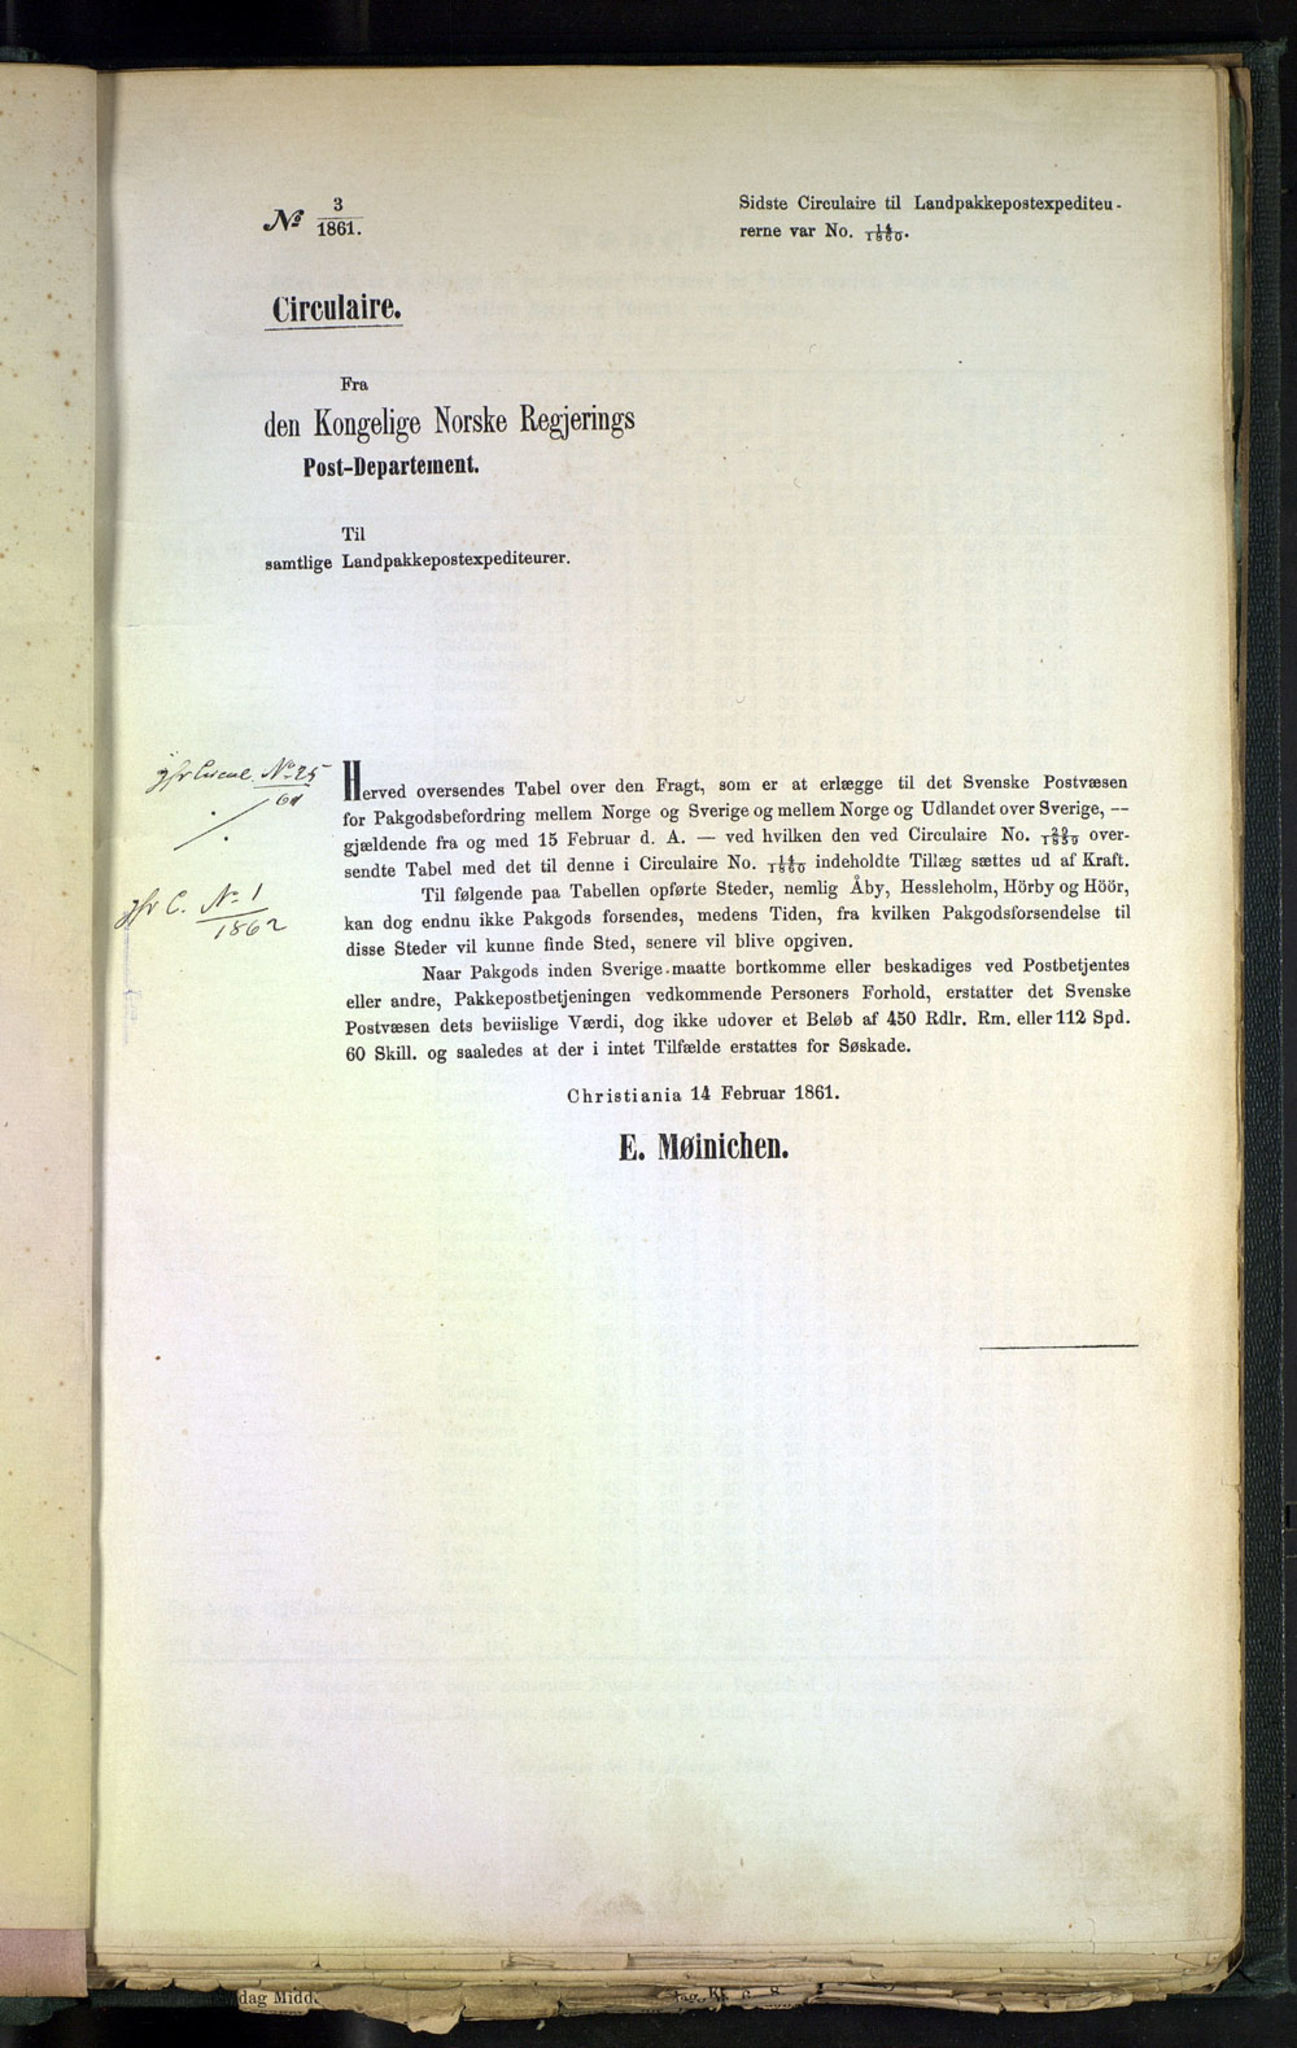 № 3/1861.
Sidste Circulaire til Landpakkepostexpediteu-
rerne var No. 14/1860.
Circulaire.
Fra
den Kongelige Norske Regjerings
Post-Departement.
Til
samtlige Landpakkepostexpediteurer.
jfr Circul. No 25/61
Herved oversendes Tabel over den Fragt, som er at erlægge til det Svenske Postvæsen
for Pakgodsbefordring mellem Norge og Sverige og mellem Norge og Udlandet over Sverige, —
gjældende fra og med 15 Februar d. A. — ved hvilken den ved Circulaire No. 29/1859 over-
sendte Tabel med det til denne i Circulaire No. 14/1860 indeholdte Tillæg sættes ud af Kraft.
jfr C. No 1/1862
Til følgende paa Tabellen opførte Steder, nemlig Åby, Hessleholm, Hörby og Höör,
kan dog endnu ikke Pakgods forsendes, medens Tiden, fra kvilken Pakgodsforsendelse til
disse Steder vil kunne finde Sted, senere vil blive opgiven.
Naar Pakgods inden Sverige maatte bortkomme eller beskadiges ved Postbetjentes
eller andre, Pakkepostbetjeningen vedkommende Personers Forhold, erstatter det Svenske
Postvæsen dets beviislige Værdi, dog ikke udover et Beløb af 450 Rdlr. Rm. eller 112 Spd.
60 Skill. og saaledes at der i intet Tilfælde erstattes for Søskade.
Christiania 14 Februar 1861.
E. Møinichen.
dag Midd